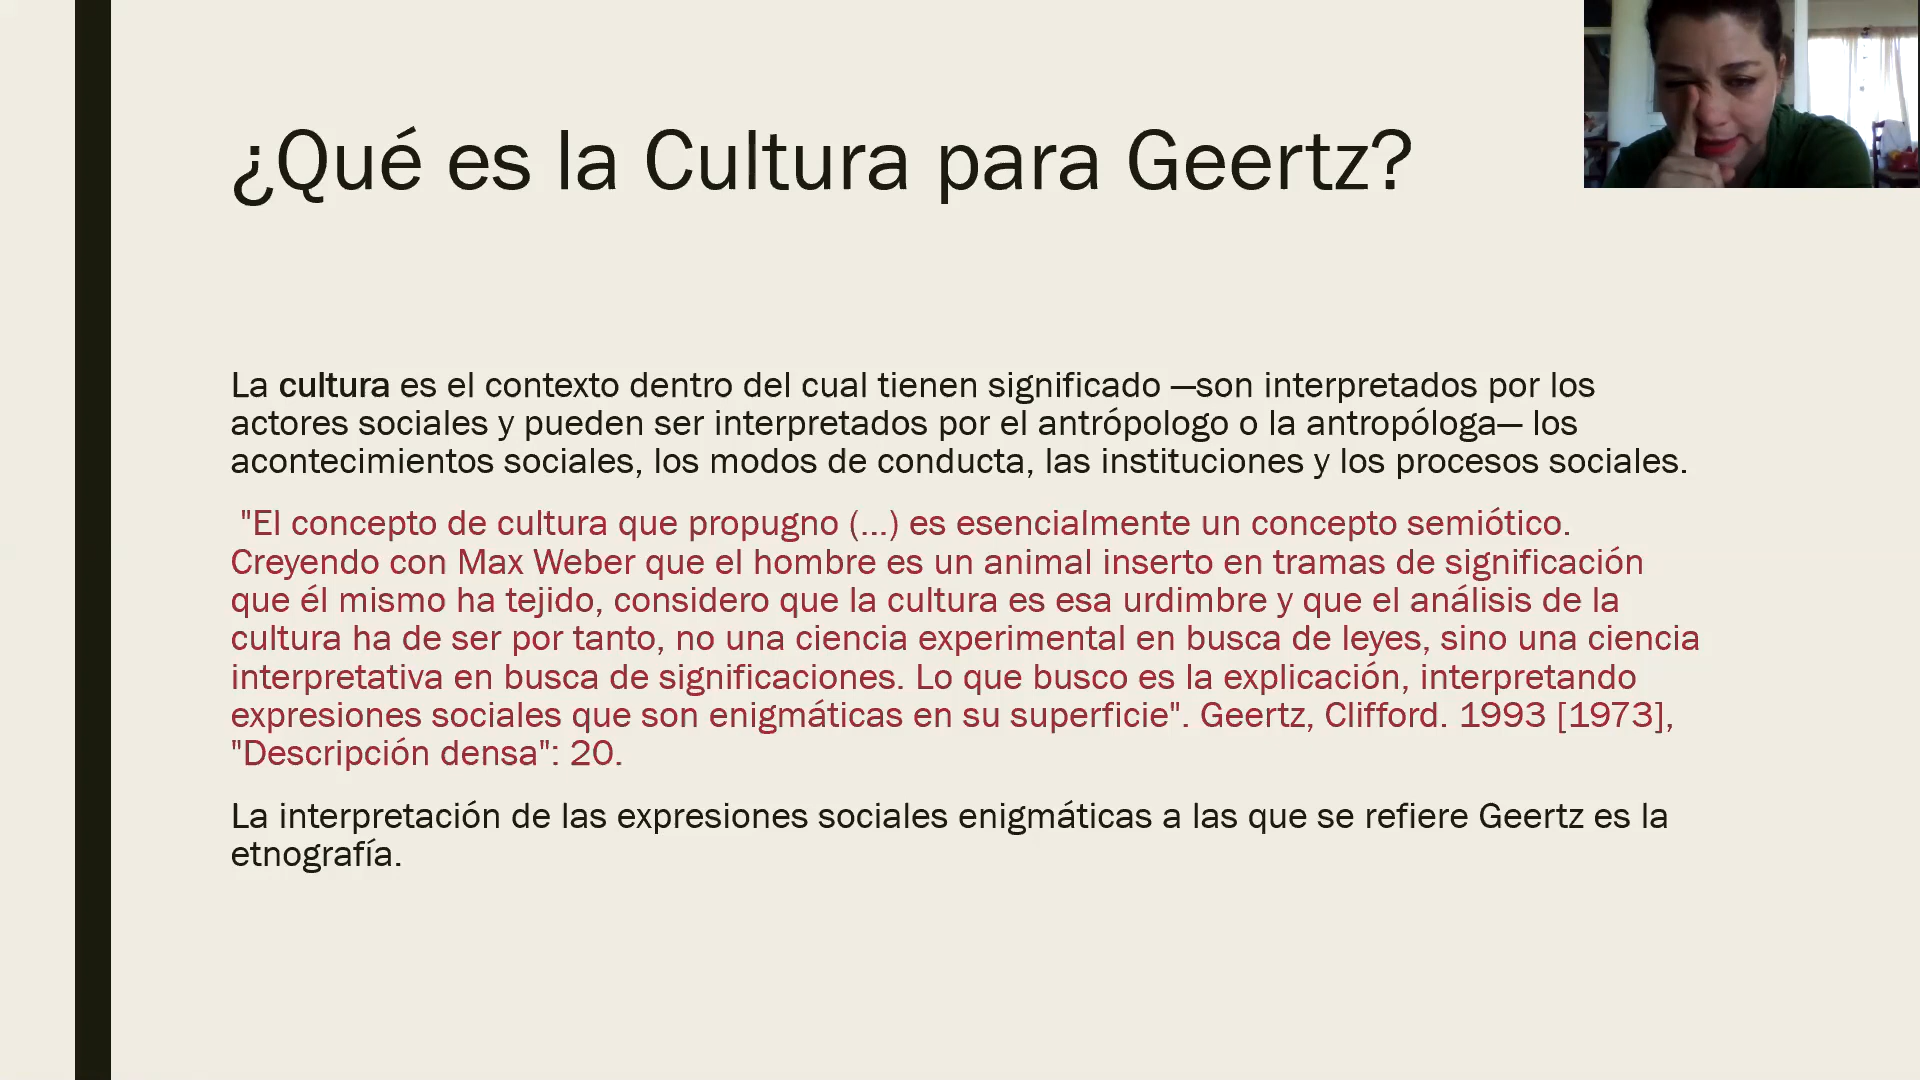 ¿Qué es la Cultura para Geertz?
La cultura es el contexto dentro del cual tienen significado —son interpretados por los
actores sociales y pueden ser interpretados por el antrópologo o la antropóloga— los
acontecimientos sociales, los modos de conducta, las instituciones y los procesos sociales.
"El concepto de cultura que propugno (...) es esencialmente un concepto semiótico.
Creyendo con Max Weber que el hombre es un animal inserto en tramas de significación
que él mismo ha tejido, considero que la cultura es esa urdimbre y que el análisis de la
cultura ha de ser por tanto, no una ciencia experimental en busca de leyes, sino una ciencia
interpretativa en busca de significaciones. Lo que busco es la explicación, interpretando
expresiones sociales que son enigmáticas en su superficie". Geertz, Clifford. 1993 [1973],
"Descripción densa": 20.
La interpretación de las expresiones sociales enigmáticas a las que se refiere Geertz es la
etnografía.